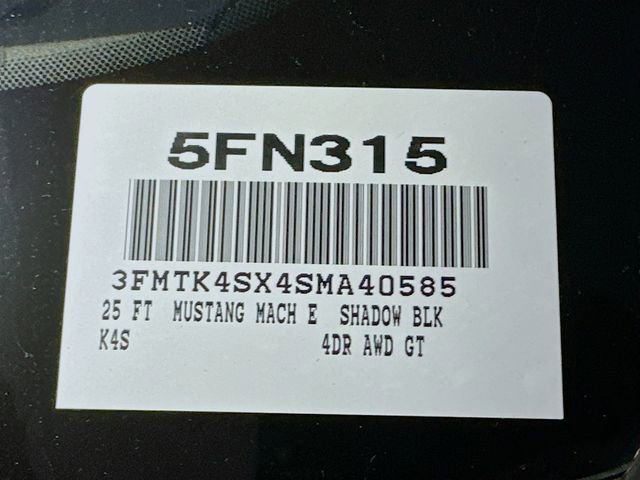 5FN315
3FMTK4SX4SMA40585
25 FT MUSTANG MACH E SHADOW BLK
K4S 4DR AWD GT